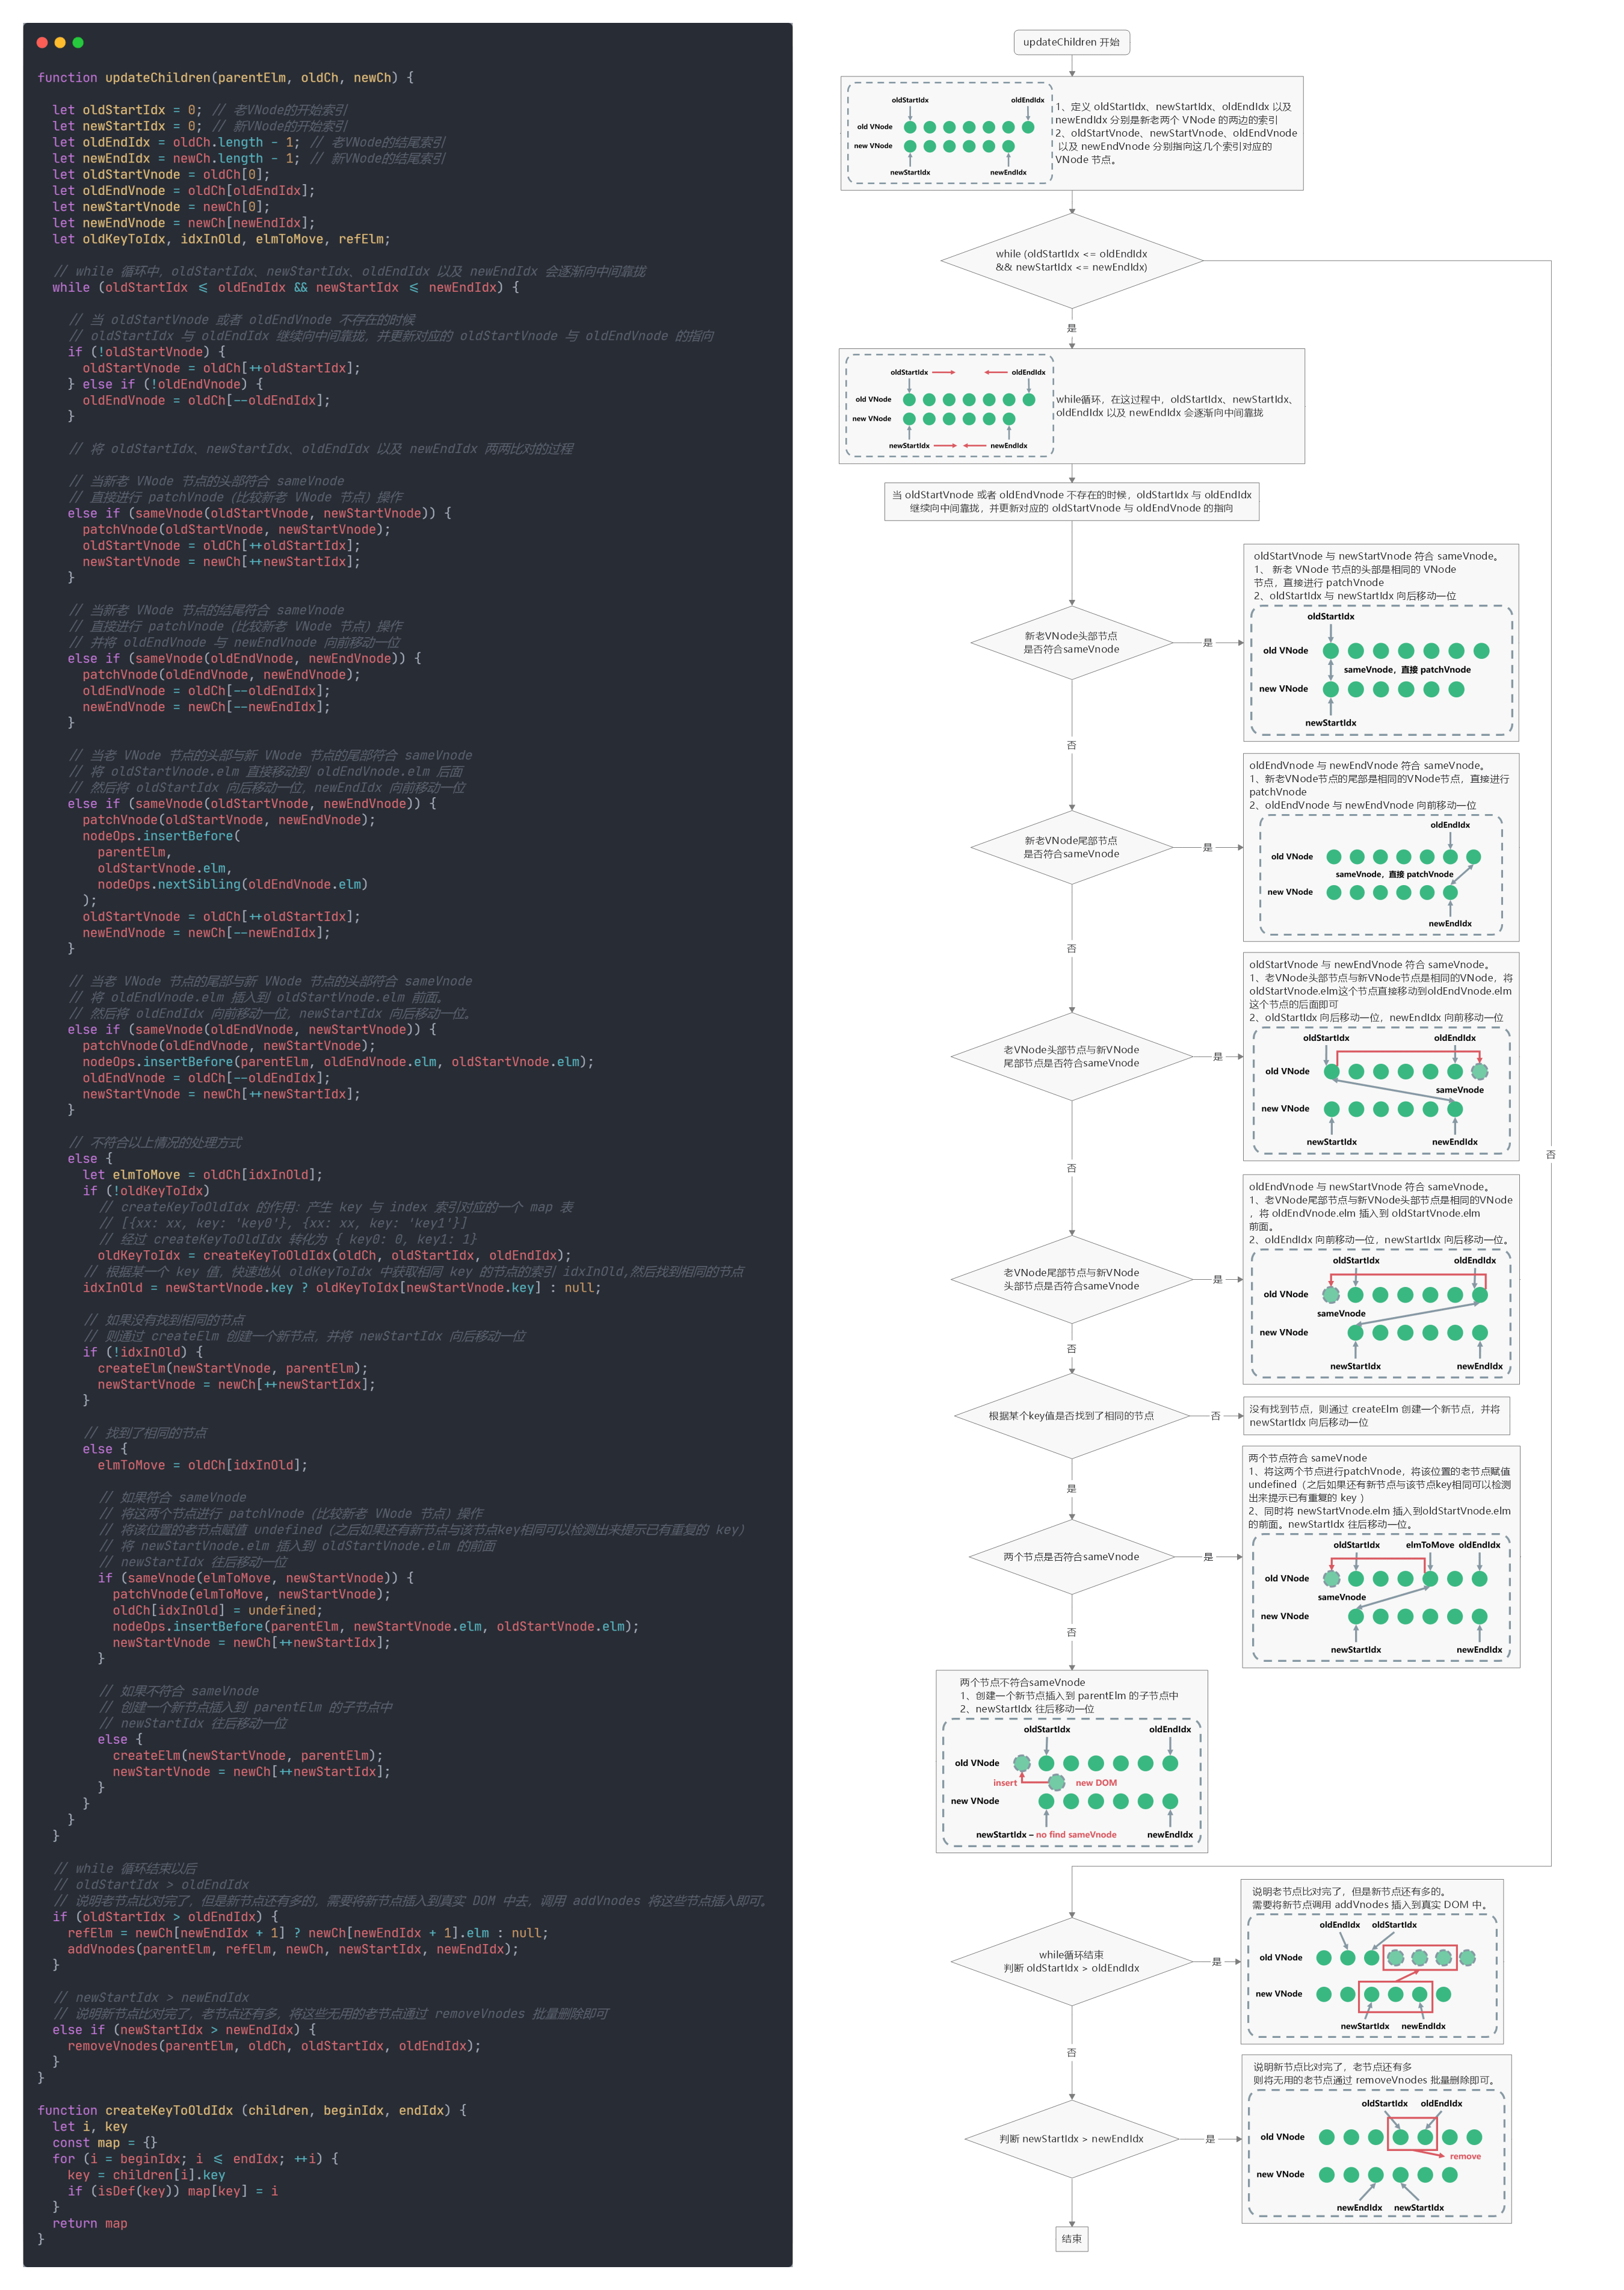 function updateChildren(parentElm, oldCh, newCh) {
let oldStartIdx = 0; // 老VNode的开始索引
let newStartIdx = 0; // 新VNode的开始索引
let oldEndIdx = oldCh.length - 1; // 老VNode的结尾索引
let newEndIdx = newCh.length - 1; // 新VNode的结尾索引
let oldStartVnode = oldCh[0];
let oldEndVnode = oldCh[oldEndIdx];
let newStartVnode = newCh[0];
let newEndVnode = newCh[newEndIdx];
let oldKeyToIdx, idxInOld, elmToMove, refElm;
// while 循环中，oldStartIdx、newStartIdx、oldEndIdx 以及 newEndIdx 会逐渐向中间靠拢
while (oldStartIdx <= oldEndIdx && newStartIdx <= newEndIdx) {
// 当 oldStartVnode 或者 oldEndVnode 不存在的时候
// oldStartIdx 与 oldEndIdx 继续向中间靠拢，并更新对应的 oldStartVnode 与 oldEndVnode 的指向
if (!oldStartVnode) {
oldStartVnode = oldCh[++oldStartIdx];
} else if (!oldEndVnode) {
oldEndVnode = oldCh[--oldEndIdx];
}
// 将 oldStartIdx、newStartIdx、oldEndIdx 以及 newEndIdx 两两比对的过程
// 当新老 VNode 节点的头部符合 sameVnode
// 直接进行 patchVnode（比较新老 VNode 节点）操作
else if (sameVnode(oldStartVnode, newStartVnode)) {
patchVnode(oldStartVnode, newStartVnode);
oldStartVnode = oldCh[++oldStartIdx];
newStartVnode = newCh[++newStartIdx];
}
// 当新老 VNode 节点的结尾符合 sameVnode
// 直接进行 patchVnode（比较新老 VNode 节点）操作
// 并将 oldEndVnode 与 newEndVnode 向前移动一位
else if (sameVnode(oldEndVnode, newEndVnode)) {
patchVnode(oldEndVnode, newEndVnode);
oldEndVnode = oldCh[--oldEndIdx];
newEndVnode = newCh[--newEndIdx];
}
// 当老 VNode 节点的头部与新 VNode 节点的尾部符合 sameVnode
// 将 oldStartVnode.elm 直接移动到 oldEndVnode.elm 后面
// 然后将 oldStartIdx 向后移动一位，newEndIdx 向前移动一位
else if (sameVnode(oldStartVnode, newEndVnode)) {
patchVnode(oldStartVnode, newEndVnode);
nodeOps.insertBefore(
parentElm,
oldStartVnode.elm,
nodeOps.nextSibling(oldEndVnode.elm)
);
oldStartVnode = oldCh[++oldStartIdx];
newEndVnode = newCh[--newEndIdx];
}
// 当老 VNode 节点的尾部与新 VNode 节点的头部符合 sameVnode
// 将 oldEndVnode.elm 插入到 oldStartVnode.elm 前面。
// 然后将 oldEndIdx 向前移动一位，newStartIdx 向后移动一位。
else if (sameVnode(oldEndVnode, newStartVnode)) {
patchVnode(oldEndVnode, newStartVnode);
nodeOps.insertBefore(parentElm, oldEndVnode.elm, oldStartVnode.elm);
oldEndVnode = oldCh[--oldEndIdx];
newStartVnode = newCh[++newStartIdx];
}
// 不符合以上情况的处理方式
else {
let elmToMove = oldCh[idxInOld];
if (!oldKeyToIdx)
// createKeyToOldIdx 的作用：产生 key 与 index 索引对应的一个 map 表
// [{xx: xx, key: 'key0'}, {xx: xx, key: 'key1'}]
// 经过 createKeyToOldIdx 转化为 { key0: 0, key1: 1}
oldKeyToIdx = createKeyToOldIdx(oldCh, oldStartIdx, oldEndIdx);
// 根据某一个 key 值，快速地从 oldKeyToIdx 中获取相同 key 的节点的索引 idxInOld,然后找到相同的节点
idxInOld = newStartVnode.key ? oldKeyToIdx[newStartVnode.key] : null;
// 如果没有找到相同的节点
// 则通过 createElm 创建一个新节点，并将 newStartIdx 向后移动一位
if (!idxInOld) {
createElm(newStartVnode, parentElm);
newStartVnode = newCh[++newStartIdx];
}
// 找到了相同的节点
else {
elmToMove = oldCh[idxInOld];
// 如果符合 sameVnode
// 将这两个节点进行 patchVnode（比较新老 VNode 节点）操作
// 将该位置的老节点赋值 undefined（之后如果还有新节点与该节点key相同可以检测出来提示已有重复的 key）
// 将 newStartVnode.elm 插入到 oldStartVnode.elm 的前面
// newStartIdx 往后移动一位
if (sameVnode(elmToMove, newStartVnode)) {
patchVnode(elmToMove, newStartVnode);
oldCh[idxInOld] = undefined;
nodeOps.insertBefore(parentElm, newStartVnode.elm, oldStartVnode.elm);
newStartVnode = newCh[++newStartIdx];
}
// 如果不符合 sameVnode
// 创建一个新节点插入到 parentElm 的子节点中
// newStartIdx 往后移动一位
else {
createElm(newStartVnode, parentElm);
newStartVnode = newCh[++newStartIdx];
}
}
}
}
// while 循环结束以后
// oldStartIdx > oldEndIdx
// 说明老节点比对完了，但是新节点还有多的，需要将新节点插入到真实 DOM 中去，调用 addVnodes 将这些节点插入即可。
if (oldStartIdx > oldEndIdx) {
refElm = newCh[newEndIdx + 1] ? newCh[newEndIdx + 1].elm : null;
addVnodes(parentElm, refElm, newCh, newStartIdx, newEndIdx);
}
// newStartIdx > newEndIdx
// 说明新节点比对完了，老节点还有多，将这些无用的老节点通过 removeVnodes 批量删除即可
else if (newStartIdx > newEndIdx) {
removeVnodes(parentElm, oldCh, oldStartIdx, oldEndIdx);
}
}
function createKeyToOldIdx (children, beginIdx, endIdx) {
let i, key
const map = {}
for (i = beginIdx; i <= endIdx; ++i) {
key = children[i].key
if (isDef(key)) map[key] = i
}
return map
}
updateChildren 开始
oldStartIdx oldEndIdx
old VNode
new VNode
newStartIdx newEndIdx
1、定义 oldStartIdx、newStartIdx、oldEndIdx 以及
newEndIdx 分别是新老两个 VNode 的两边的索引
2、oldStartVnode、newStartVnode、oldEndVnode
以及 newEndVnode 分别指向这几个索引对应的
VNode 节点。
while (oldStartIdx <= oldEndIdx
&& newStartIdx <= newEndIdx)
是
oldStartIdx oldEndIdx
old VNode
new VNode
newStartIdx newEndIdx
while循环，在这过程中，oldStartIdx、newStartIdx、
oldEndIdx 以及 newEndIdx 会逐渐向中间靠拢
当 oldStartVnode 或者 oldEndVnode 不存在的时候，oldStartIdx 与 oldEndIdx
继续向中间靠拢，并更新对应的 oldStartVnode 与 oldEndVnode 的指向
新老VNode头部节点
是否符合sameVnode
是
oldStartVnode 与 newStartVnode 符合 sameVnode。
1、 新老 VNode 节点的头部是相同的 VNode
节点，直接进行 patchVnode
2、oldStartIdx 与 newStartIdx 向后移动一位
oldStartIdx
old VNode
sameVnode，直接 patchVnode
new VNode
newStartIdx
否
新老VNode尾部节点
是否符合sameVnode
是
oldEndVnode 与 newEndVnode 符合 sameVnode。
1、新老VNode节点的尾部是相同的VNode节点，直接进行
patchVnode
2、oldEndVnode 与 newEndVnode 向前移动一位
oldEndIdx
old VNode
sameVnode，直接 patchVnode
new VNode
newEndIdx
否
老VNode头部节点与新VNode
尾部节点是否符合sameVnode
是
oldStartVnode 与 newEndVnode 符合 sameVnode。
1、老VNode头部节点与新VNode节点是相同的VNode，将
oldStartVnode.elm这个节点直接移动到oldEndVnode.elm
这个节点的后面即可
2、oldStartIdx 向后移动一位，newEndIdx 向前移动一位
oldStartIdx oldEndIdx
old VNode
sameVnode
new VNode
newStartIdx newEndIdx
否
否
老VNode尾部节点与新VNode
头部节点是否符合sameVnode
是
oldEndVnode 与 newStartVnode 符合 sameVnode。
1、老VNode尾部节点与新VNode头部节点是相同的VNode
，将 oldEndVnode.elm 插入到 oldStartVnode.elm
前面。
2、oldEndIdx 向前移动一位，newStartIdx 向后移动一位。
oldStartIdx oldEndIdx
old VNode
sameVnode
new VNode
newStartIdx newEndIdx
否
根据某个key值是否找到了相同的节点
否
没有找到节点，则通过 createElm 创建一个新节点，并将
newStartIdx 向后移动一位
是
两个节点是否符合sameVnode
是
两个节点符合 sameVnode
1、将这两个节点进行patchVnode，将该位置的老节点赋值
undefined（之后如果还有新节点与该节点key相同可以检测
出来提示已有重复的 key ）
2、同时将 newStartVnode.elm 插入到oldStartVnode.elm
的前面。newStartIdx 往后移动一位。
oldStartIdx elmToMove oldEndIdx
old VNode
sameVnode
new VNode
newStartIdx newEndIdx
否
两个节点不符合sameVnode
1、创建一个新节点插入到 parentElm 的子节点中
2、newStartIdx 往后移动一位
oldStartIdx oldEndIdx
old VNode
insert new DOM
new VNode
newStartIdx – no find sameVnode newEndIdx
while循环结束
判断 oldStartIdx > oldEndIdx
是
说明老节点比对完了，但是新节点还有多的。
需要将新节点调用 addVnodes 插入到真实 DOM 中。
oldEndIdx oldStartIdx
old VNode
new VNode
newStartIdx newEndIdx
否
判断 newStartIdx > newEndIdx
是
说明新节点比对完了，老节点还有多
则将无用的老节点通过 removeVnodes 批量删除即可。
oldStartIdx oldEndIdx
old VNode
remove
new VNode
newEndIdx newStartIdx
结束